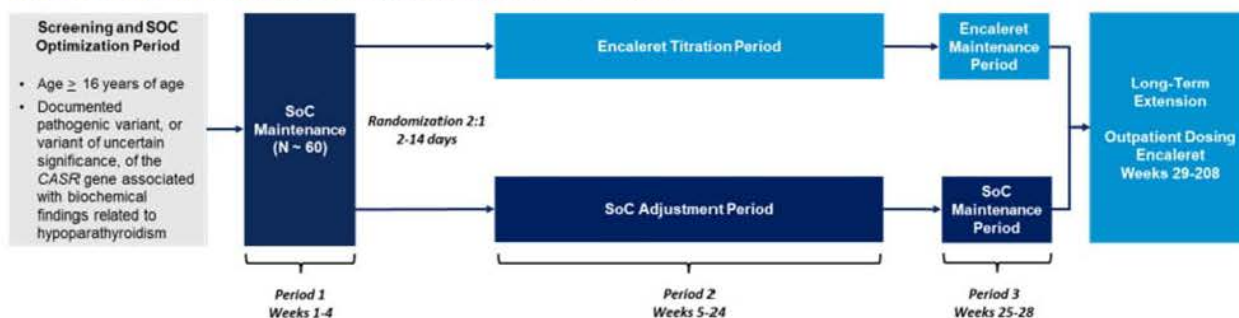 Screening and SOC
Optimization Period
• Age ≥ 16 years of age
• Documented
pathogenic variant, or
variant of uncertain
significance, of the
CASR gene associated
with biochemical
findings related to
hypoparathyroidism
SoC
Maintenance
(N ~ 60)
Randomization 2:1
2-14 days
Encaleret Titration Period
Encaleret
Maintenance
Period
SoC Adjustment Period
SoC
Maintenance
Period
Long-Term
Extension
Outpatient Dosing
Encaleret
Weeks 29-208
Period 1
Weeks 1-4
Period 2
Weeks 5-24
Period 3
Weeks 25-28